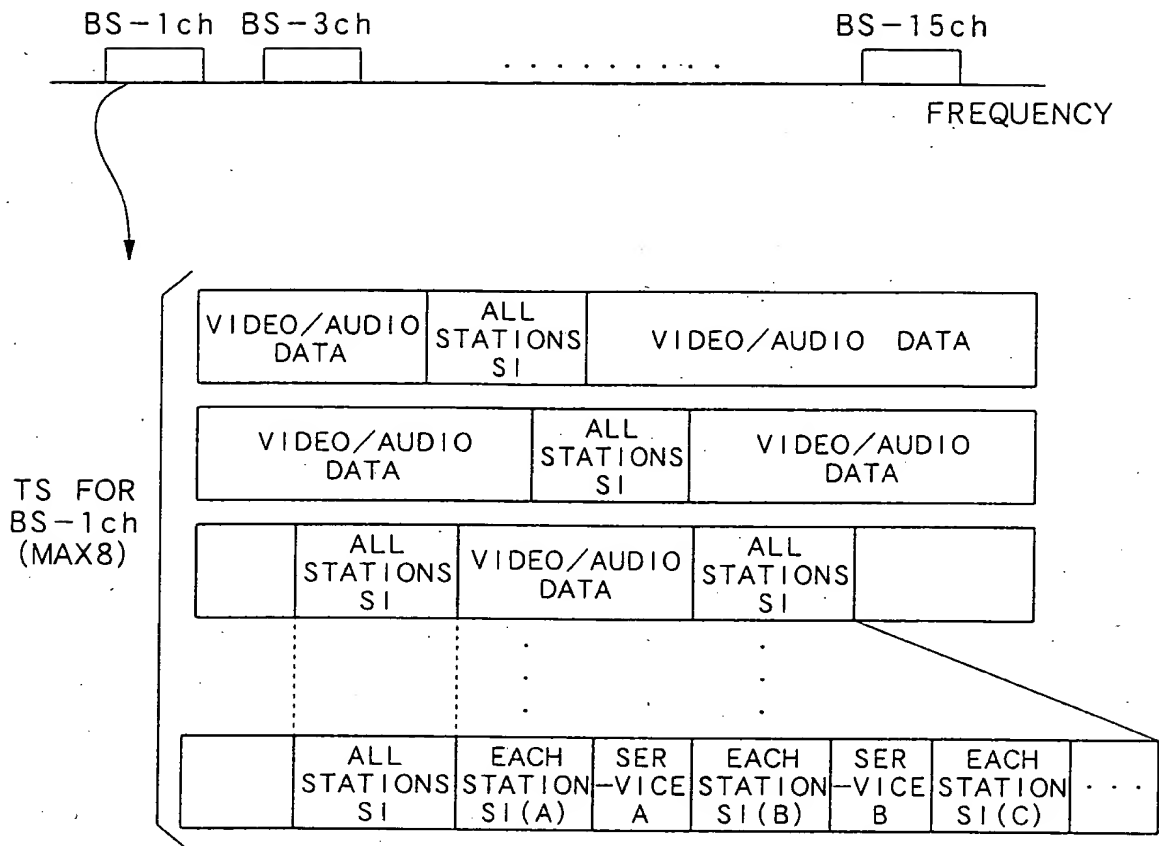 BS-1ch BS-3ch BS-15ch
. . . . . . . . .
FREQUENCY
VIDEO/AUDIO
DATA
ALL
STATIONS
SI
VIDEO/AUDIO DATA
VIDEO/AUDIO
DATA
ALL
STATIONS
SI
VIDEO/AUDIO
DATA
TS FOR
BS-1ch
(MAX8)
ALL
STATIONS
SI
VIDEO/AUDIO
DATA
ALL
STATIONS
SI
ALL
STATIONS
SI
EACH
STATION
SI(A)
SER
-VICE
A
EACH
STATION
SI(B)
SER
-VICE
B
EACH
STATION
SI(C)
. . .